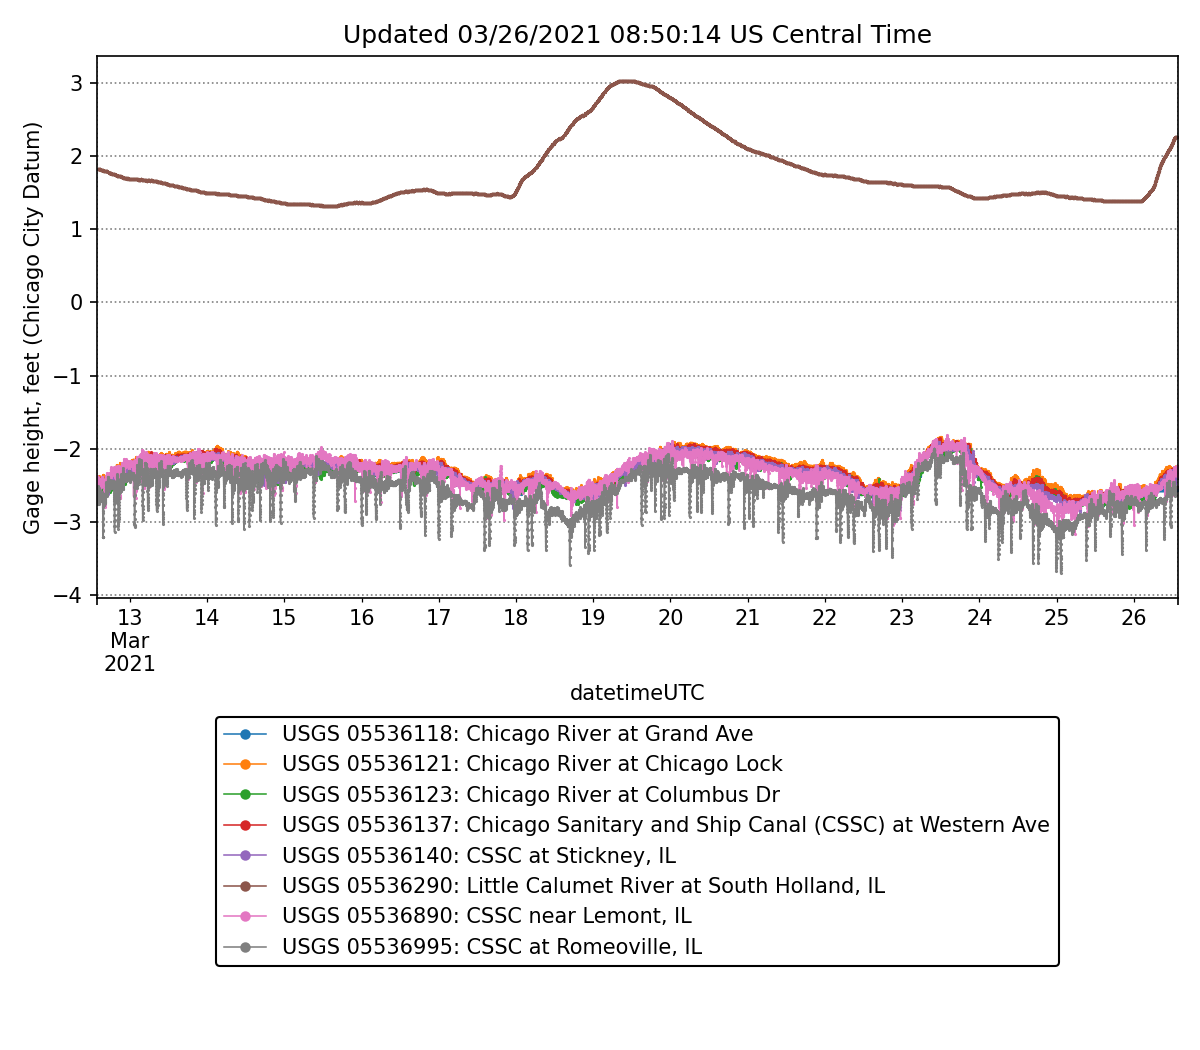 Updated 03/26/2021 08:50:14 US Central Time
Gage height, feet (Chicago City Datum)
3
2
1
0
−1
−2
−3
−4
13 14 15 16 17 18 19 20 21 22 23 24 25 26
Mar
2021
datetimeUTC
USGS 05536118: Chicago River at Grand Ave
USGS 05536121: Chicago River at Chicago Lock
USGS 05536123: Chicago River at Columbus Dr
USGS 05536137: Chicago Sanitary and Ship Canal (CSSC) at Western Ave
USGS 05536140: CSSC at Stickney, IL
USGS 05536290: Little Calumet River at South Holland, IL
USGS 05536890: CSSC near Lemont, IL
USGS 05536995: CSSC at Romeoville, IL